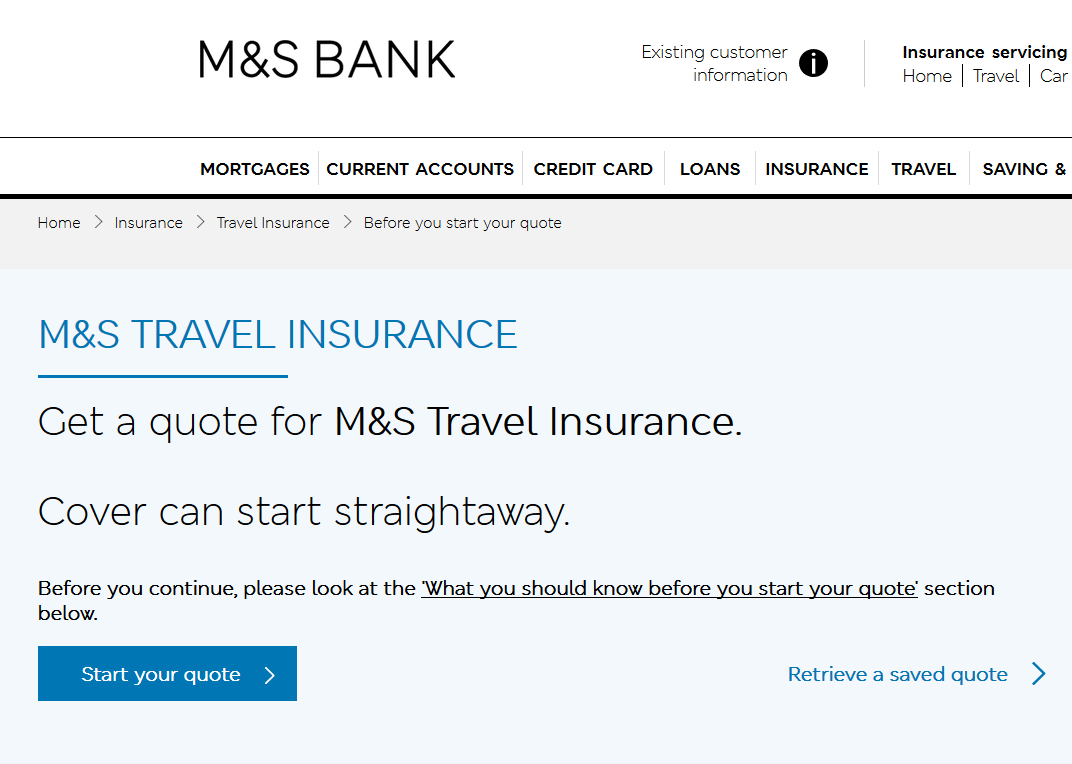 M&S BANK
Existing customer
information
i
Insurance servicing
Home | Travel | Car
MORTGAGES
CURRENT ACCOUNTS
CREDIT CARD
LOANS
INSURANCE
TRAVEL
SAVING &
Home > Insurance > Travel Insurance > Before you start your quote
M&S TRAVEL INSURANCE
Get a quote for M&S Travel Insurance.
Cover can start straightaway.
Before you continue, please look at the 'What you should know before you start your quote' section
below.
Start your quote >
Retrieve a saved quote >